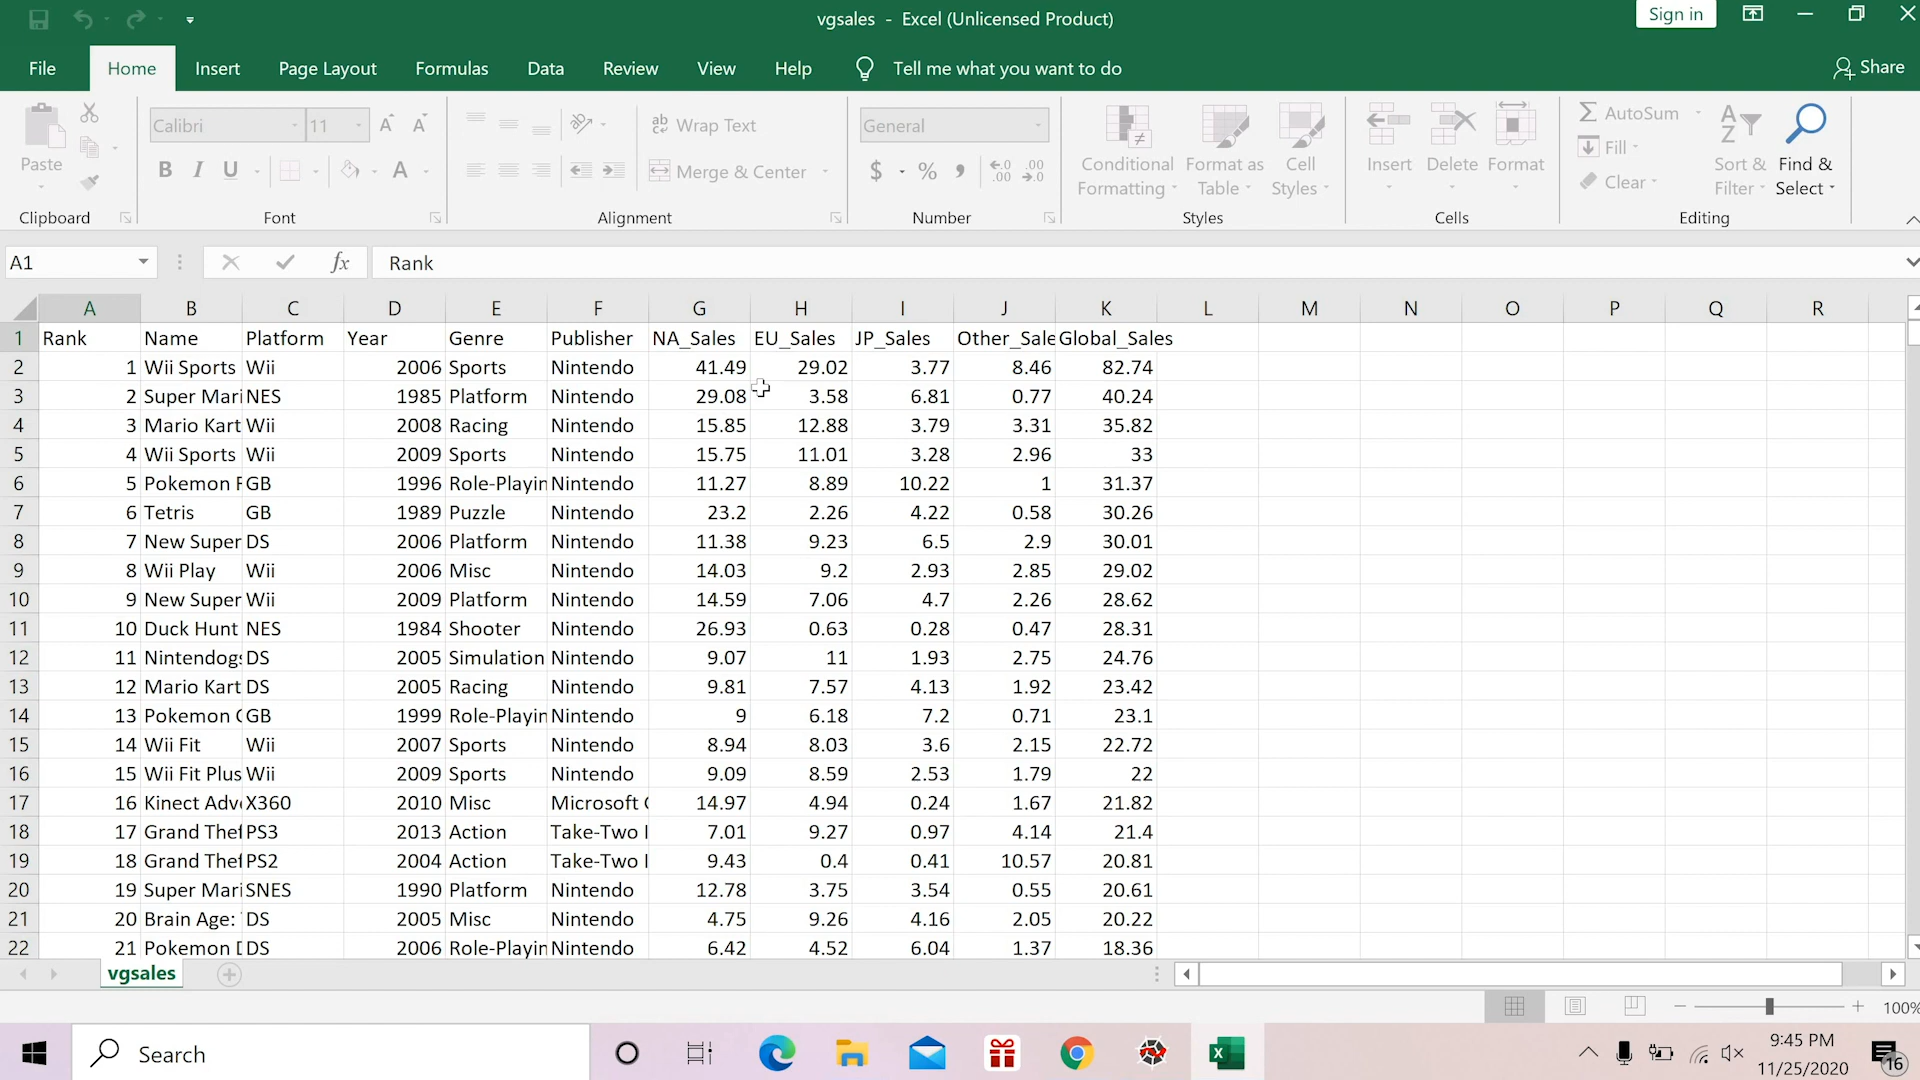 vgsales - Excel (Unlicensed Product)
Sign in
File Home Insert Page Layout Formulas Data Review View Help Tell me what you want to do Share
Paste
Clipboard
Calibri 11
B I U A
Font
ab Wrap Text
Merge & Center
Alignment
General
$ % ,
Number
Conditional Formatting
Format as Table
Cell Styles
Styles
Insert Delete Format
Cells
AutoSum
Fill
Clear
Sort & Filter
Find & Select
Editing
A1 fx Rank
A B C D E F G H I J K L M N O P Q R
1 Rank Name Platform Year Genre Publisher NA_Sales EU_Sales JP_Sales Other_Sale Global_Sales
2 1 Wii Sports Wii 2006 Sports Nintendo 41.49 29.02 3.77 8.46 82.74
3 2 Super Mari NES 1985 Platform Nintendo 29.08 3.58 6.81 0.77 40.24
4 3 Mario Kart Wii 2008 Racing Nintendo 15.85 12.88 3.79 3.31 35.82
5 4 Wii Sports Wii 2009 Sports Nintendo 15.75 11.01 3.28 2.96 33
6 5 Pokemon GB 1996 Role-Playin Nintendo 11.27 8.89 10.22 1 31.37
7 6 Tetris GB 1989 Puzzle Nintendo 23.2 2.26 4.22 0.58 30.26
8 7 New Super DS 2006 Platform Nintendo 11.38 9.23 6.5 2.9 30.01
9 8 Wii Play Wii 2006 Misc Nintendo 14.03 9.2 2.93 2.85 29.02
10 9 New Super Wii 2009 Platform Nintendo 14.59 7.06 4.7 2.26 28.62
11 10 Duck Hunt NES 1984 Shooter Nintendo 26.93 0.63 0.28 0.47 28.31
12 11 Nintendogs DS 2005 Simulation Nintendo 9.07 11 1.93 2.75 24.76
13 12 Mario Kart DS 2005 Racing Nintendo 9.81 7.57 4.13 1.92 23.42
14 13 Pokemon GB 1999 Role-Playin Nintendo 9 6.18 7.2 0.71 23.1
15 14 Wii Fit Wii 2007 Sports Nintendo 8.94 8.03 3.6 2.15 22.72
16 15 Wii Fit Plus Wii 2009 Sports Nintendo 9.09 8.59 2.53 1.79 22
17 16 Kinect Adv X360 2010 Misc Microsoft 14.97 4.94 0.24 1.67 21.82
18 17 Grand Thef PS3 2013 Action Take-Two I 7.01 9.27 0.97 4.14 21.4
19 18 Grand Thef PS2 2004 Action Take-Two I 9.43 0.4 0.41 10.57 20.81
20 19 Super Mari SNES 1990 Platform Nintendo 12.78 3.75 3.54 0.55 20.61
21 20 Brain Age: DS 2005 Misc Nintendo 4.75 9.26 4.16 2.05 20.22
22 21 Pokemon DS 2006 Role-Playin Nintendo 6.42 4.52 6.04 1.37 18.36
vgsales
100%
Search
9:45 PM
11/25/2020
16